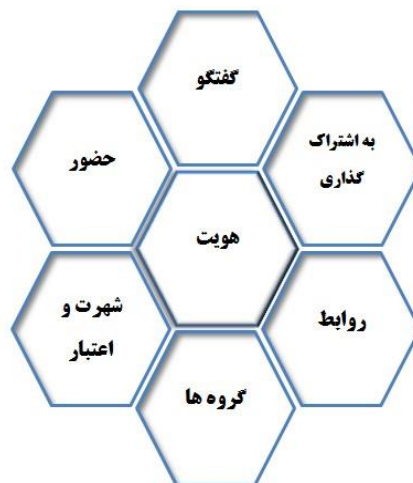 گفتگو
به اشتراک
گذاری
حضور
هویت
روابط
شهرت و
اعتبار
گروه ها